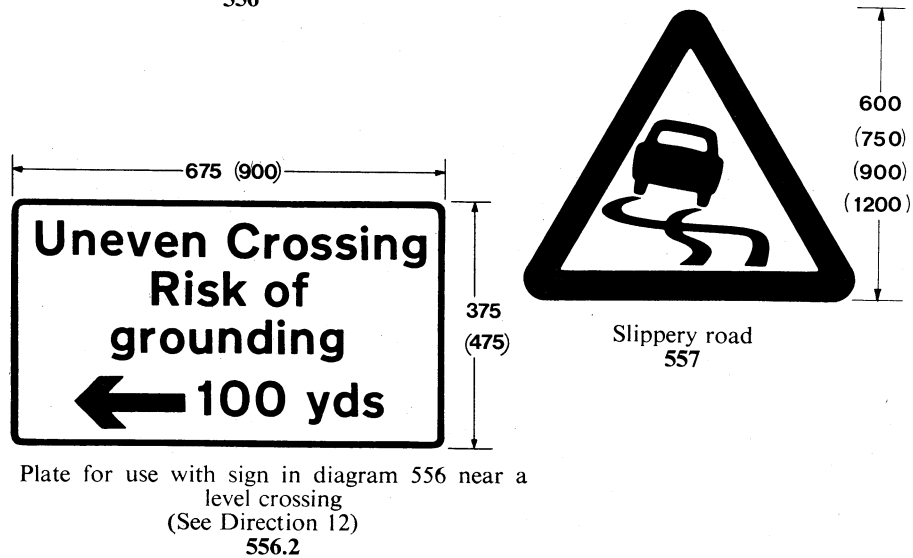 556
675 (900)
Uneven Crossing
Risk of
grounding
100 yds
375
(475)
Plate for use with sign in diagram 556 near a
level crossing
(See Direction 12)
556.2
600
(750)
(900)
(1200)
Slippery road
557